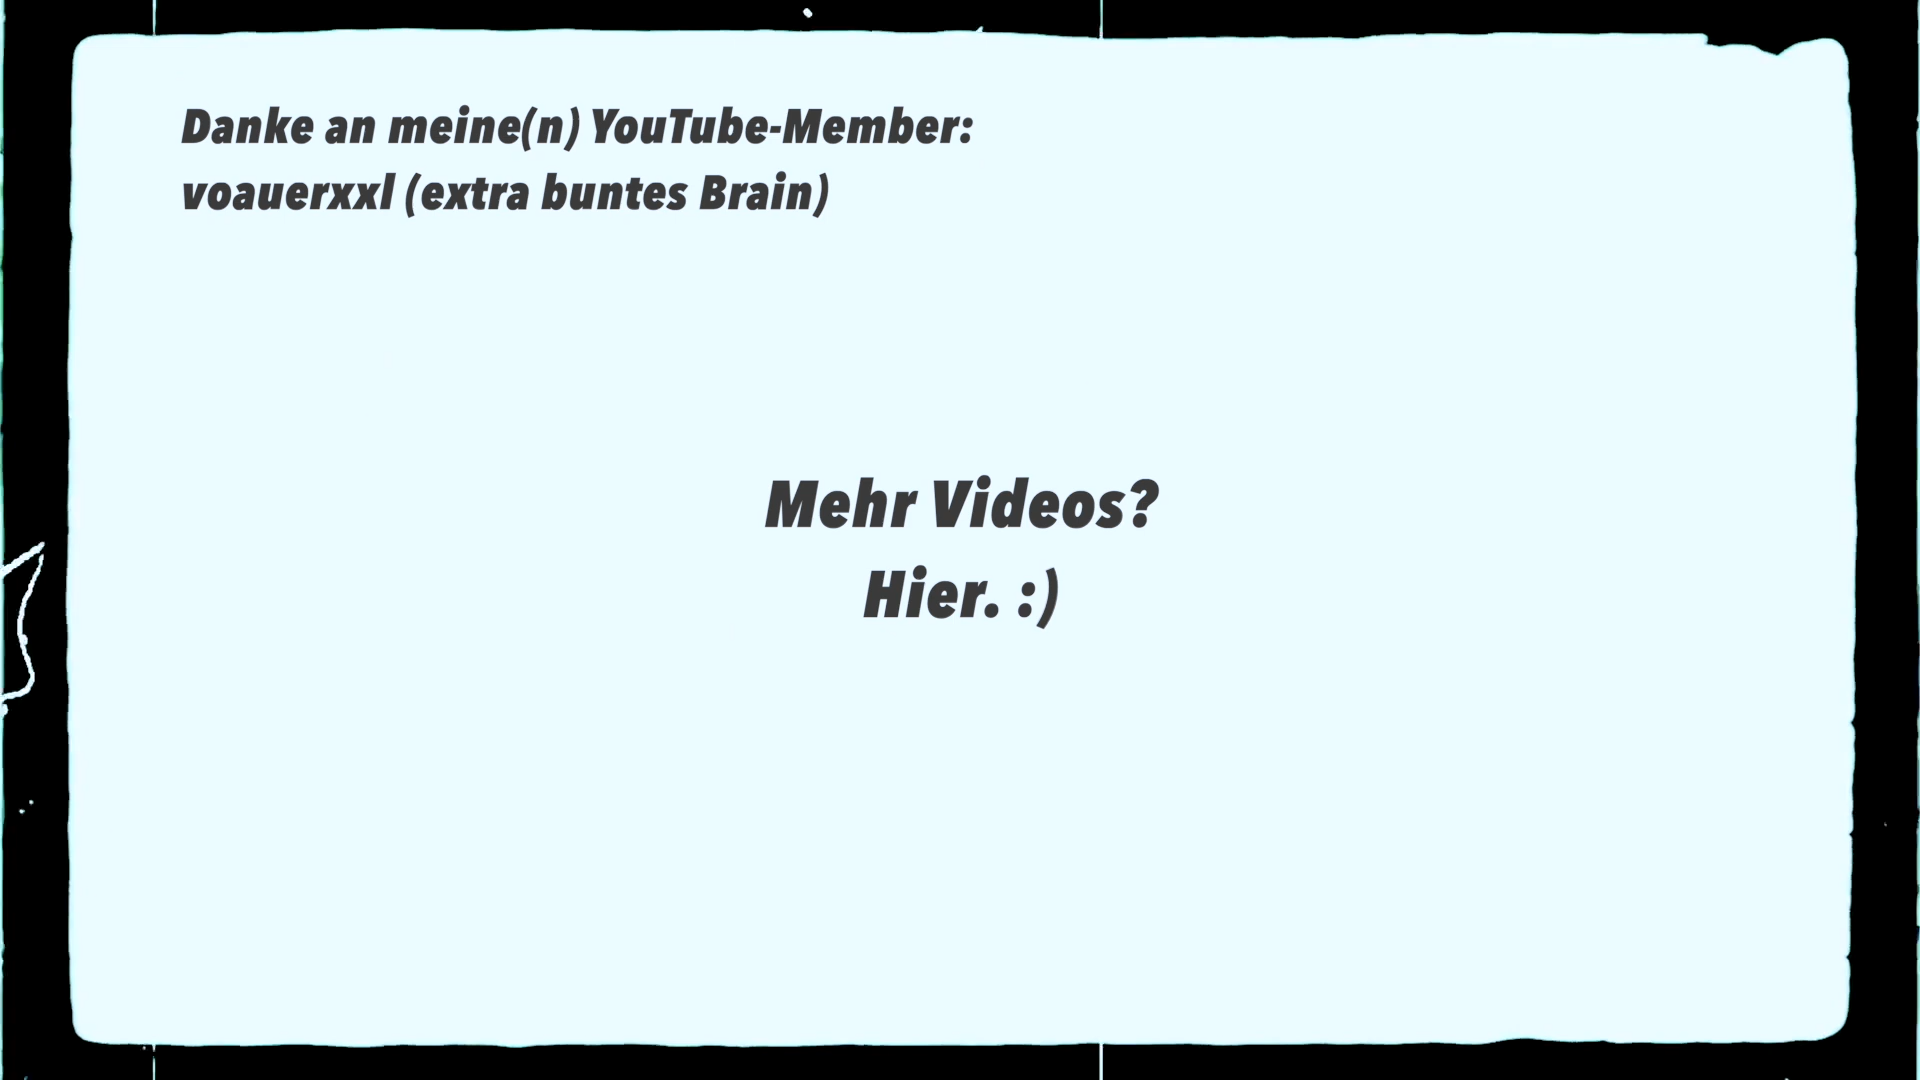 Danke an meine(n) YouTube-Member:
voauerxxl (extra buntes Brain)
Mehr Videos?
Hier. :)